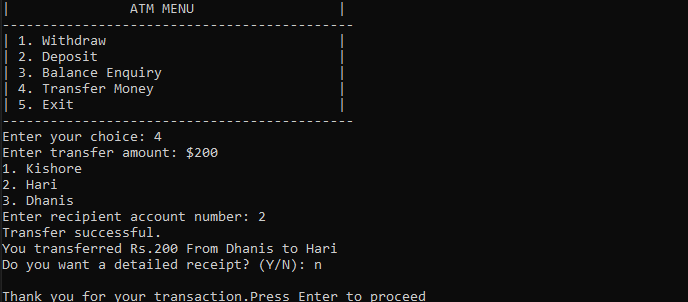 |               ATM MENU                  |
--------------------------------------------
| 1. Withdraw                             |
| 2. Deposit                              |
| 3. Balance Enquiry                      |
| 4. Transfer Money                       |
| 5. Exit                                 |
--------------------------------------------
Enter your choice: 4
Enter transfer amount: $200
1. Kishore
2. Hari
3. Dhanis
Enter recipient account number: 2
Transfer successful.
You transferred Rs.200 From Dhanis to Hari
Do you want a detailed receipt? (Y/N): n

Thank you for your transaction.Press Enter to proceed